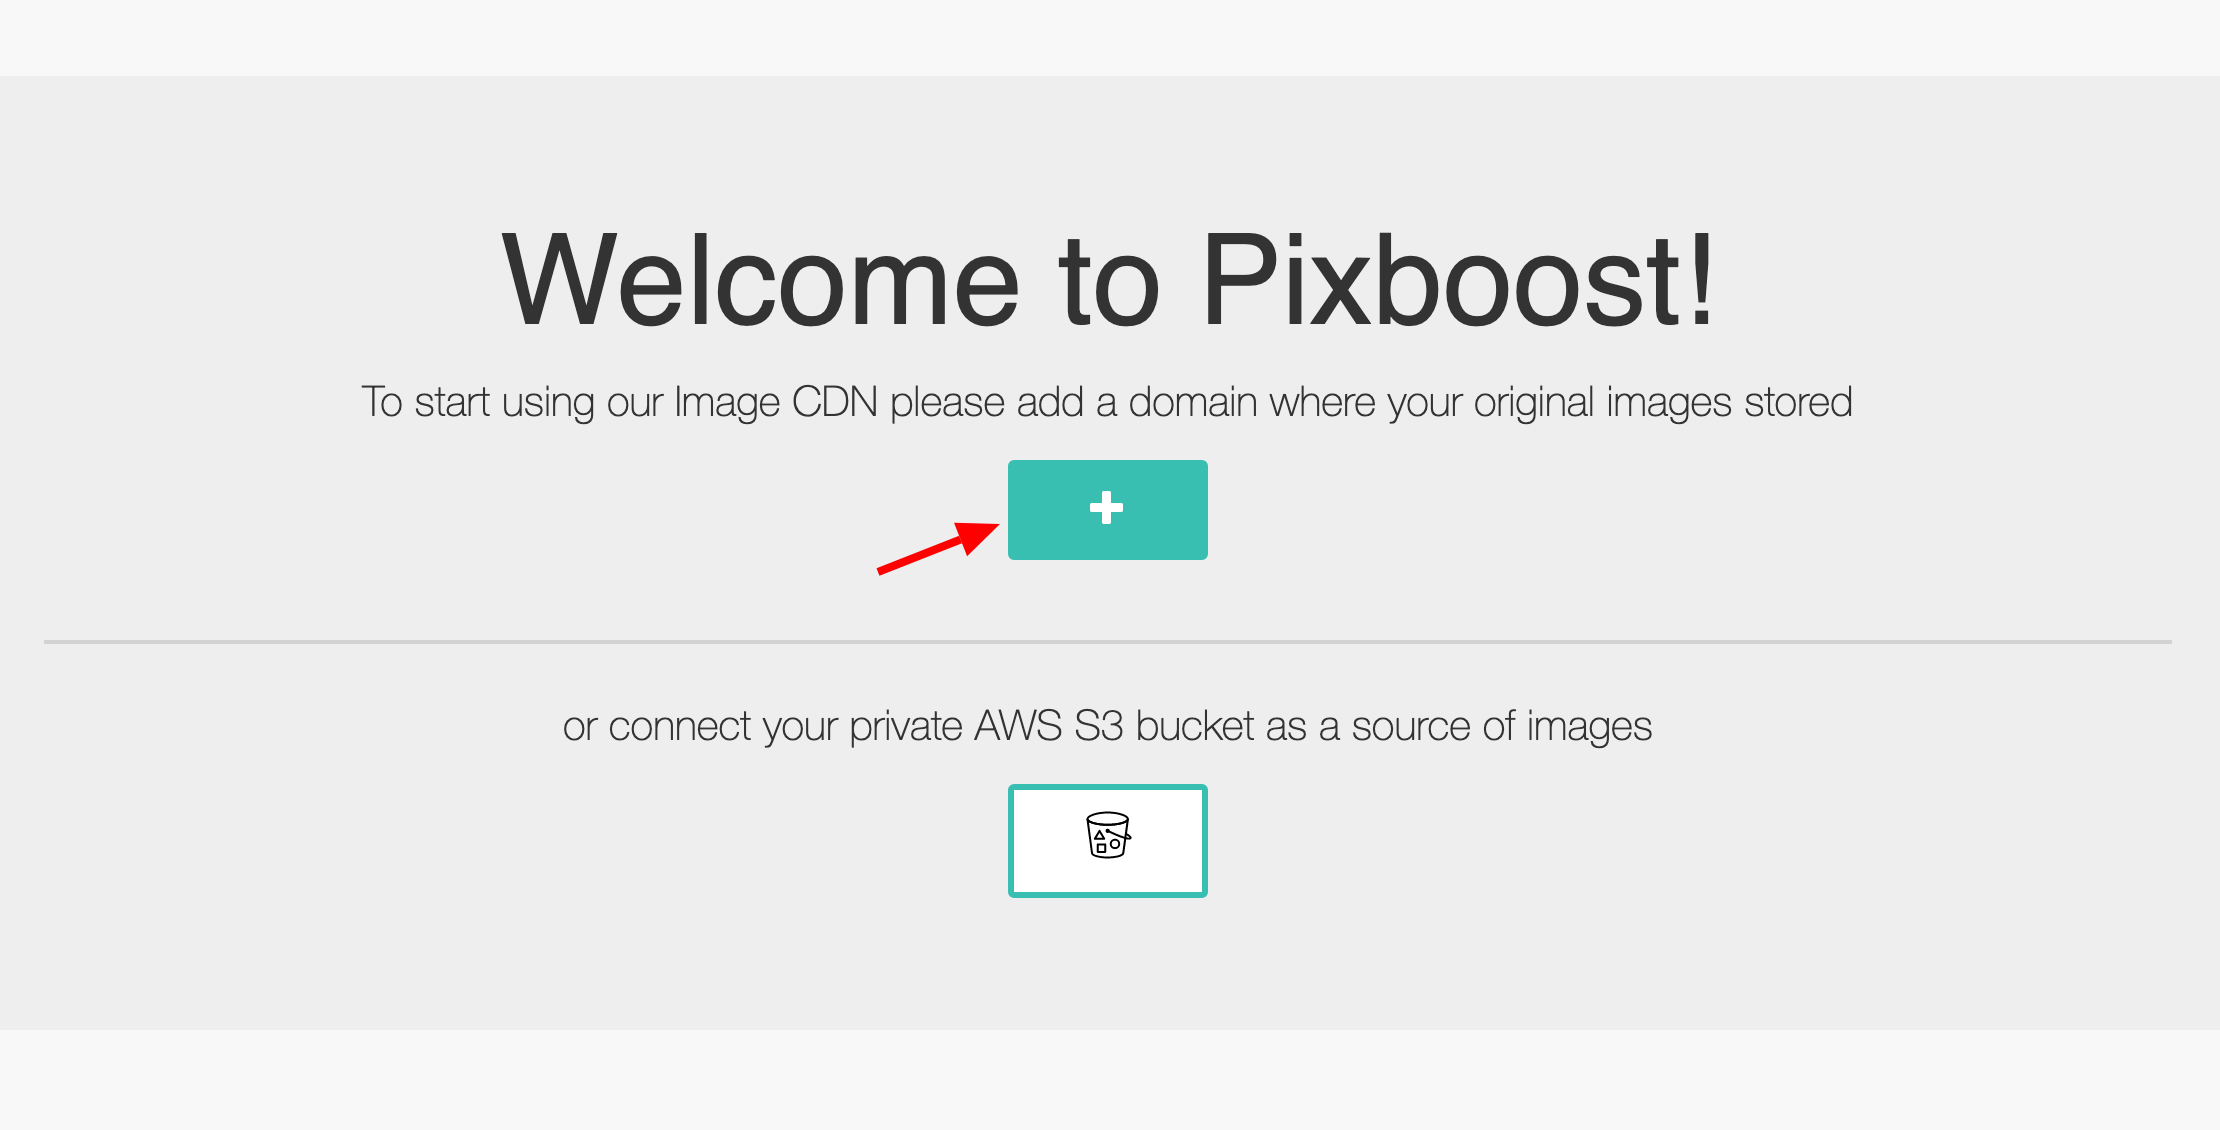 Welcome to Pixboost!
To start using our Image CDN please add a domain where your original images stored
or connect your private AWS S3 bucket as a source of images